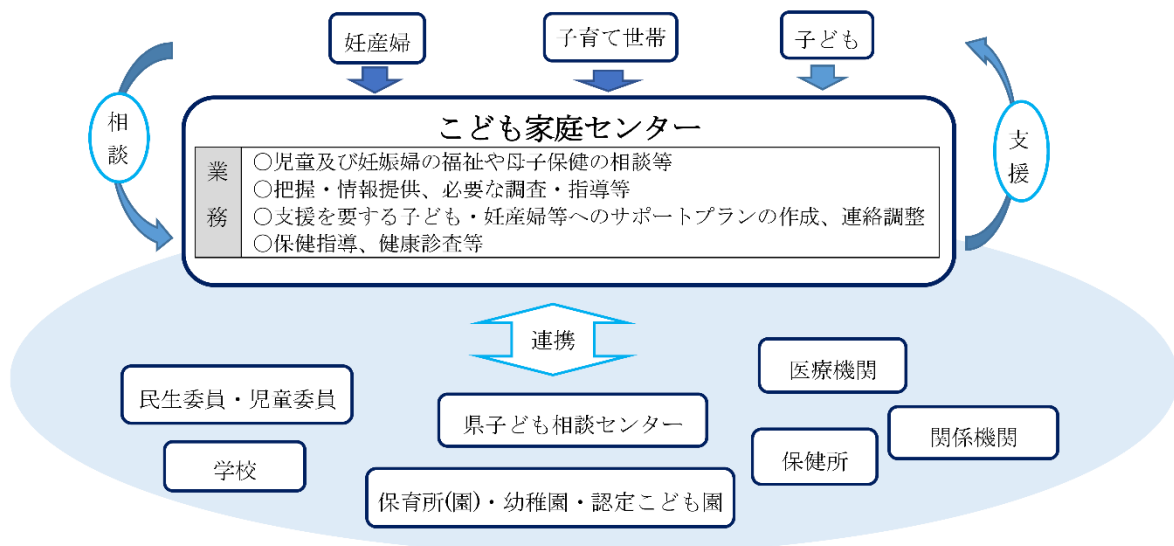 妊産婦
子育て世帯
子ども
相談
支援
こども家庭センター
業務
○児童及び妊娠婦の福祉や母子保健の相談等
○把握・情報提供、必要な調査・指導等
○支援を要する子ども・妊産婦等へのサポートプランの作成、連絡調整
○保健指導、健康診査等
連携
医療機関
民生委員・児童委員
県子ども相談センター
関係機関
学校
保健所
保育所(園)・幼稚園・認定こども園